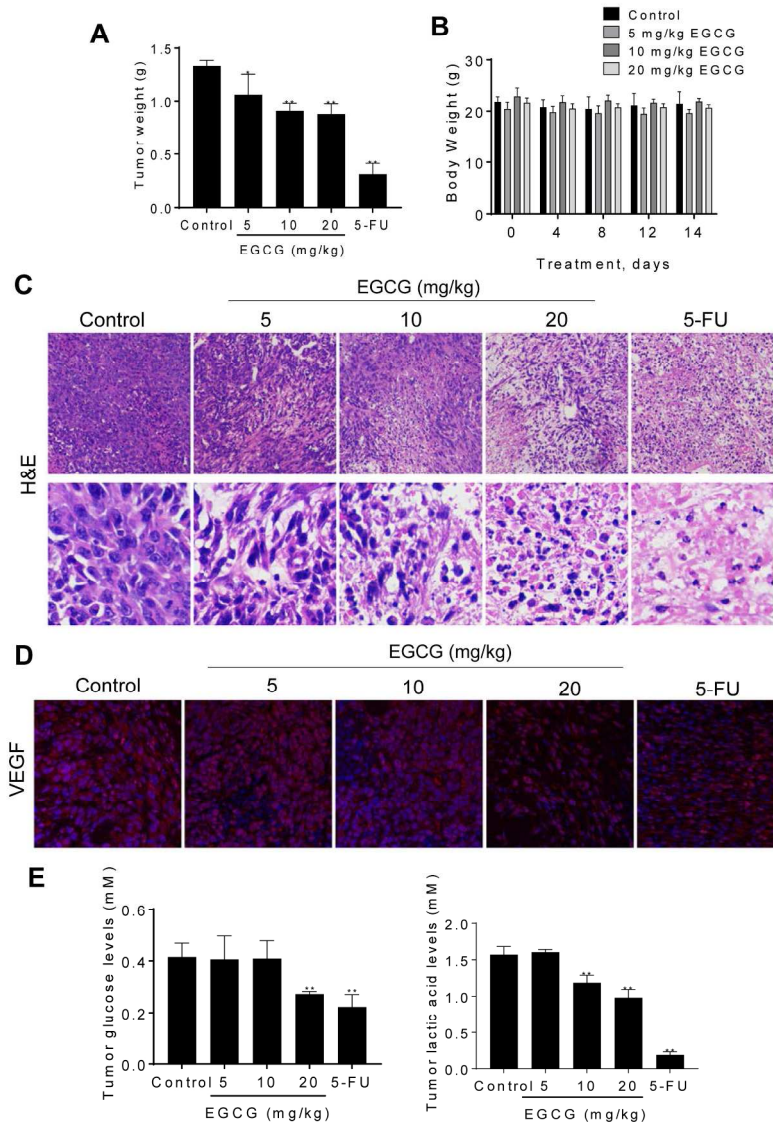 A
Tumor weight (g)
1.5
1.0
0.5
0.0
*
**
**
**
Control 5 10 20 5-FU
EGCG (mg/kg)
B
Control
5 mg/kg EGCG
10 mg/kg EGCG
20 mg/kg EGCG
Body Weight (g)
30
20
10
0
0 4 8 12 14
Treatment, days
C
EGCG (mg/kg)
Control 5 10 20 5-FU
H&E
D
EGCG (mg/kg)
Control 5 10 20 5-FU
VEGF
E
Tumor glucose levels (mM)
0.6
0.4
0.2
0.0
**
**
Control 5 10 20 5-FU
EGCG (mg/kg)
Tumor lactic acid levels (mM)
2.0
1.5
1.0
0.5
0.0
**
**
**
Control 5 10 20 5-FU
EGCG (mg/kg)